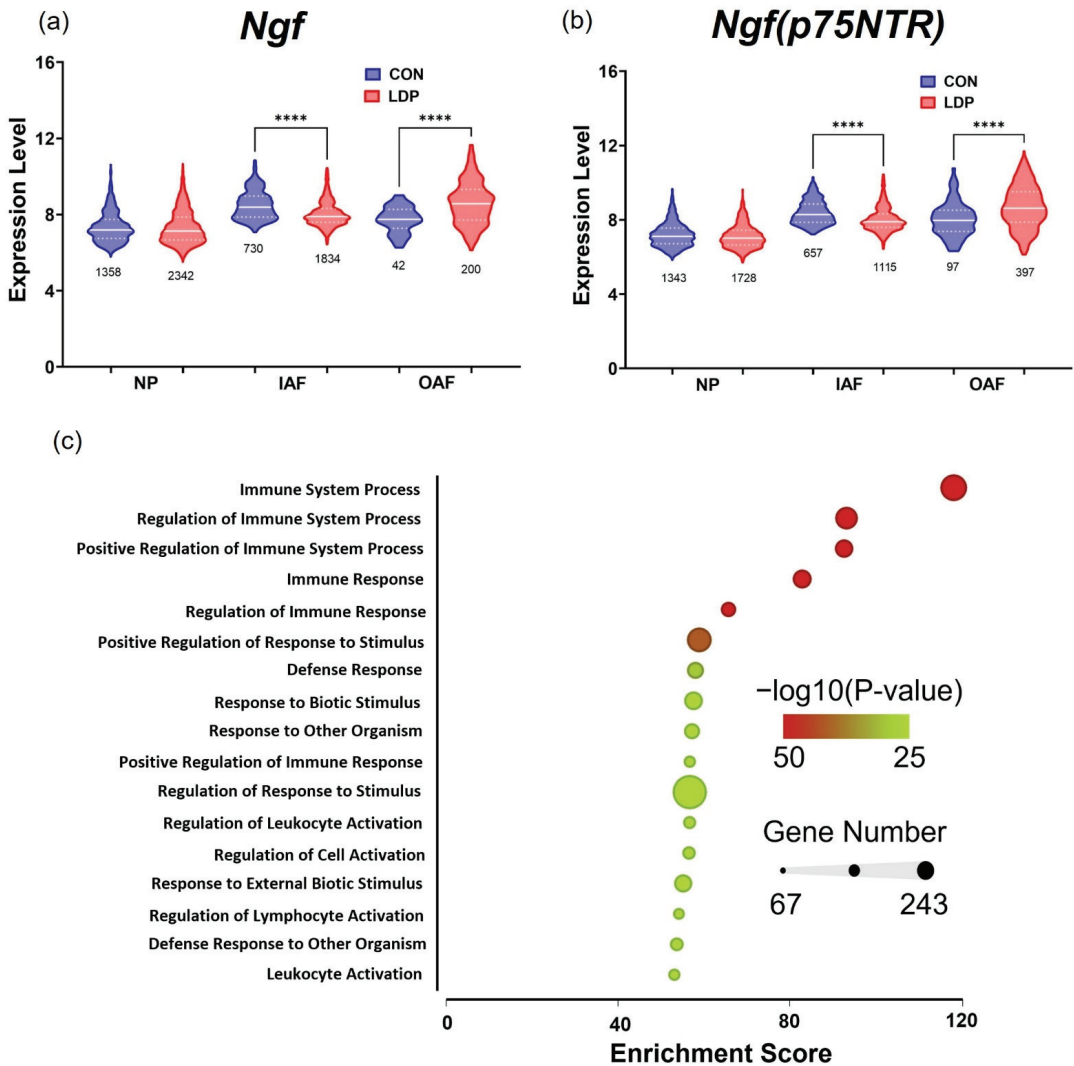 (a)
Ngf
16
12
8
4
0
Expression Level
CON
LDP
****
****
1358
2342
730
1834
42
200
NP
IAF
OAF
(b)
Ngf(p75NTR)
16
12
8
4
0
Expression Level
CON
LDP
****
****
1343
1728
657
1115
97
397
NP
IAF
OAF
(c)
Immune System Process
Regulation of Immune System Process
Positive Regulation of Immune System Process
Immune Response
Regulation of Immune Response
Positive Regulation of Response to Stimulus
Defense Response
Response to Biotic Stimulus
Response to Other Organism
Positive Regulation of Immune Response
Regulation of Response to Stimulus
Regulation of Leukocyte Activation
Regulation of Cell Activation
Response to External Biotic Stimulus
Regulation of Lymphocyte Activation
Defense Response to Other Organism
Leukocyte Activation
−log10(P-value)
50 25
Gene Number
67 243
0 40 80 120
Enrichment Score